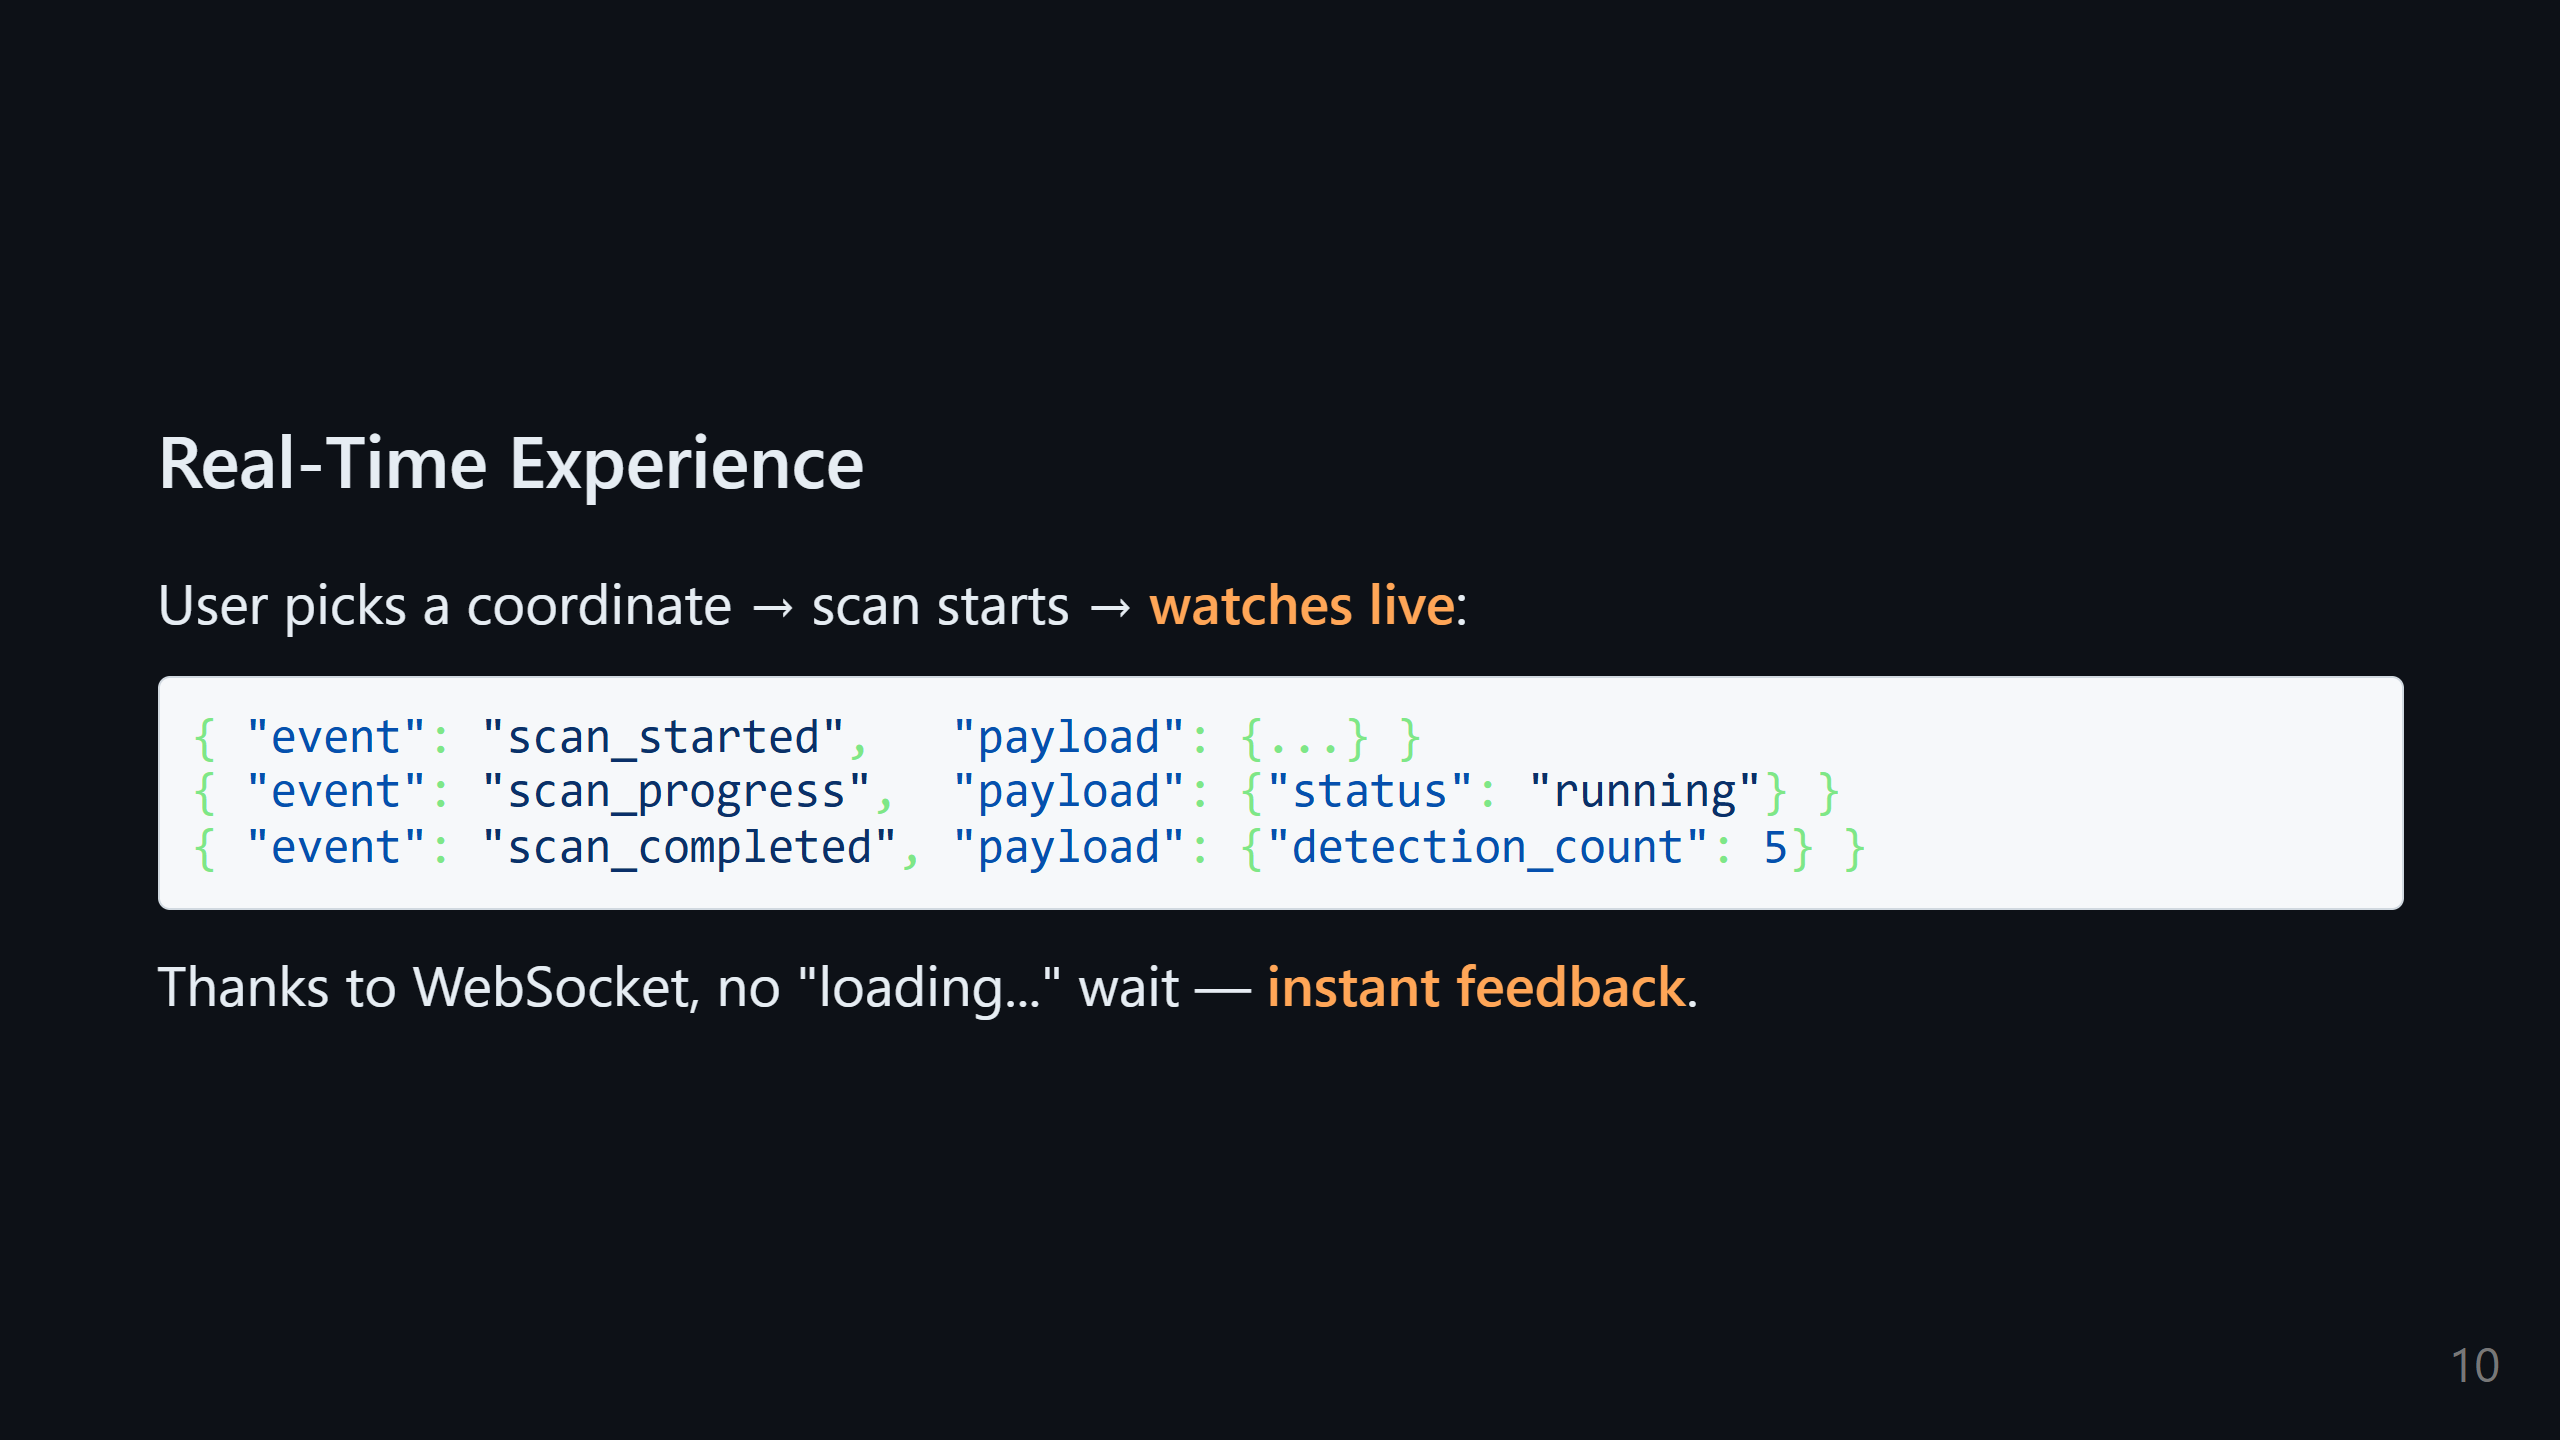 Real-Time Experience
User picks a coordinate → scan starts → watches live:
{ "event": "scan_started",   "payload": {...} }
{ "event": "scan_progress",  "payload": {"status": "running"} }
{ "event": "scan_completed", "payload": {"detection_count": 5} }
Thanks to WebSocket, no "loading..." wait — instant feedback.
10